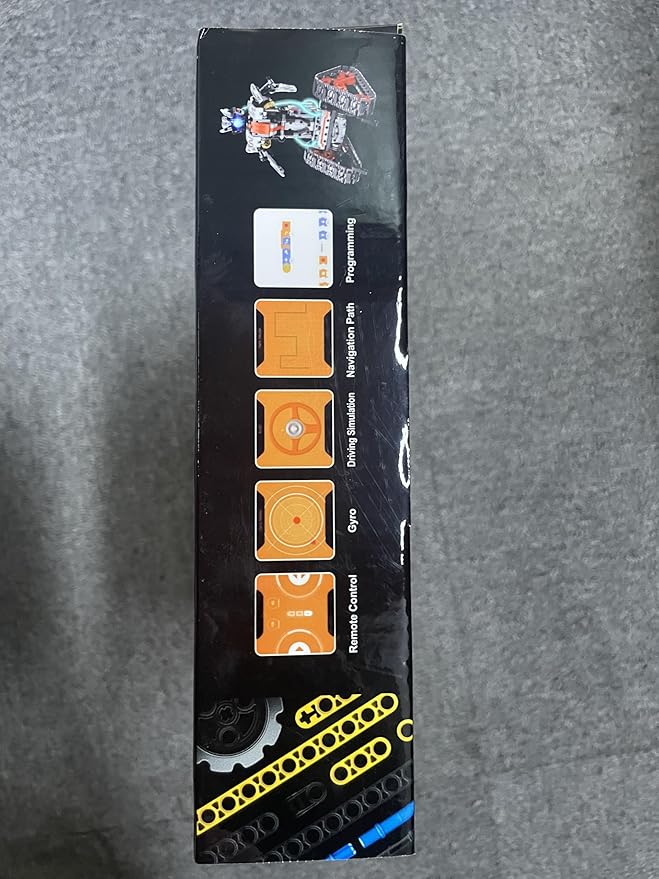 Remote Control
Gyro
Driving Simulation
Navigation Path
Programming